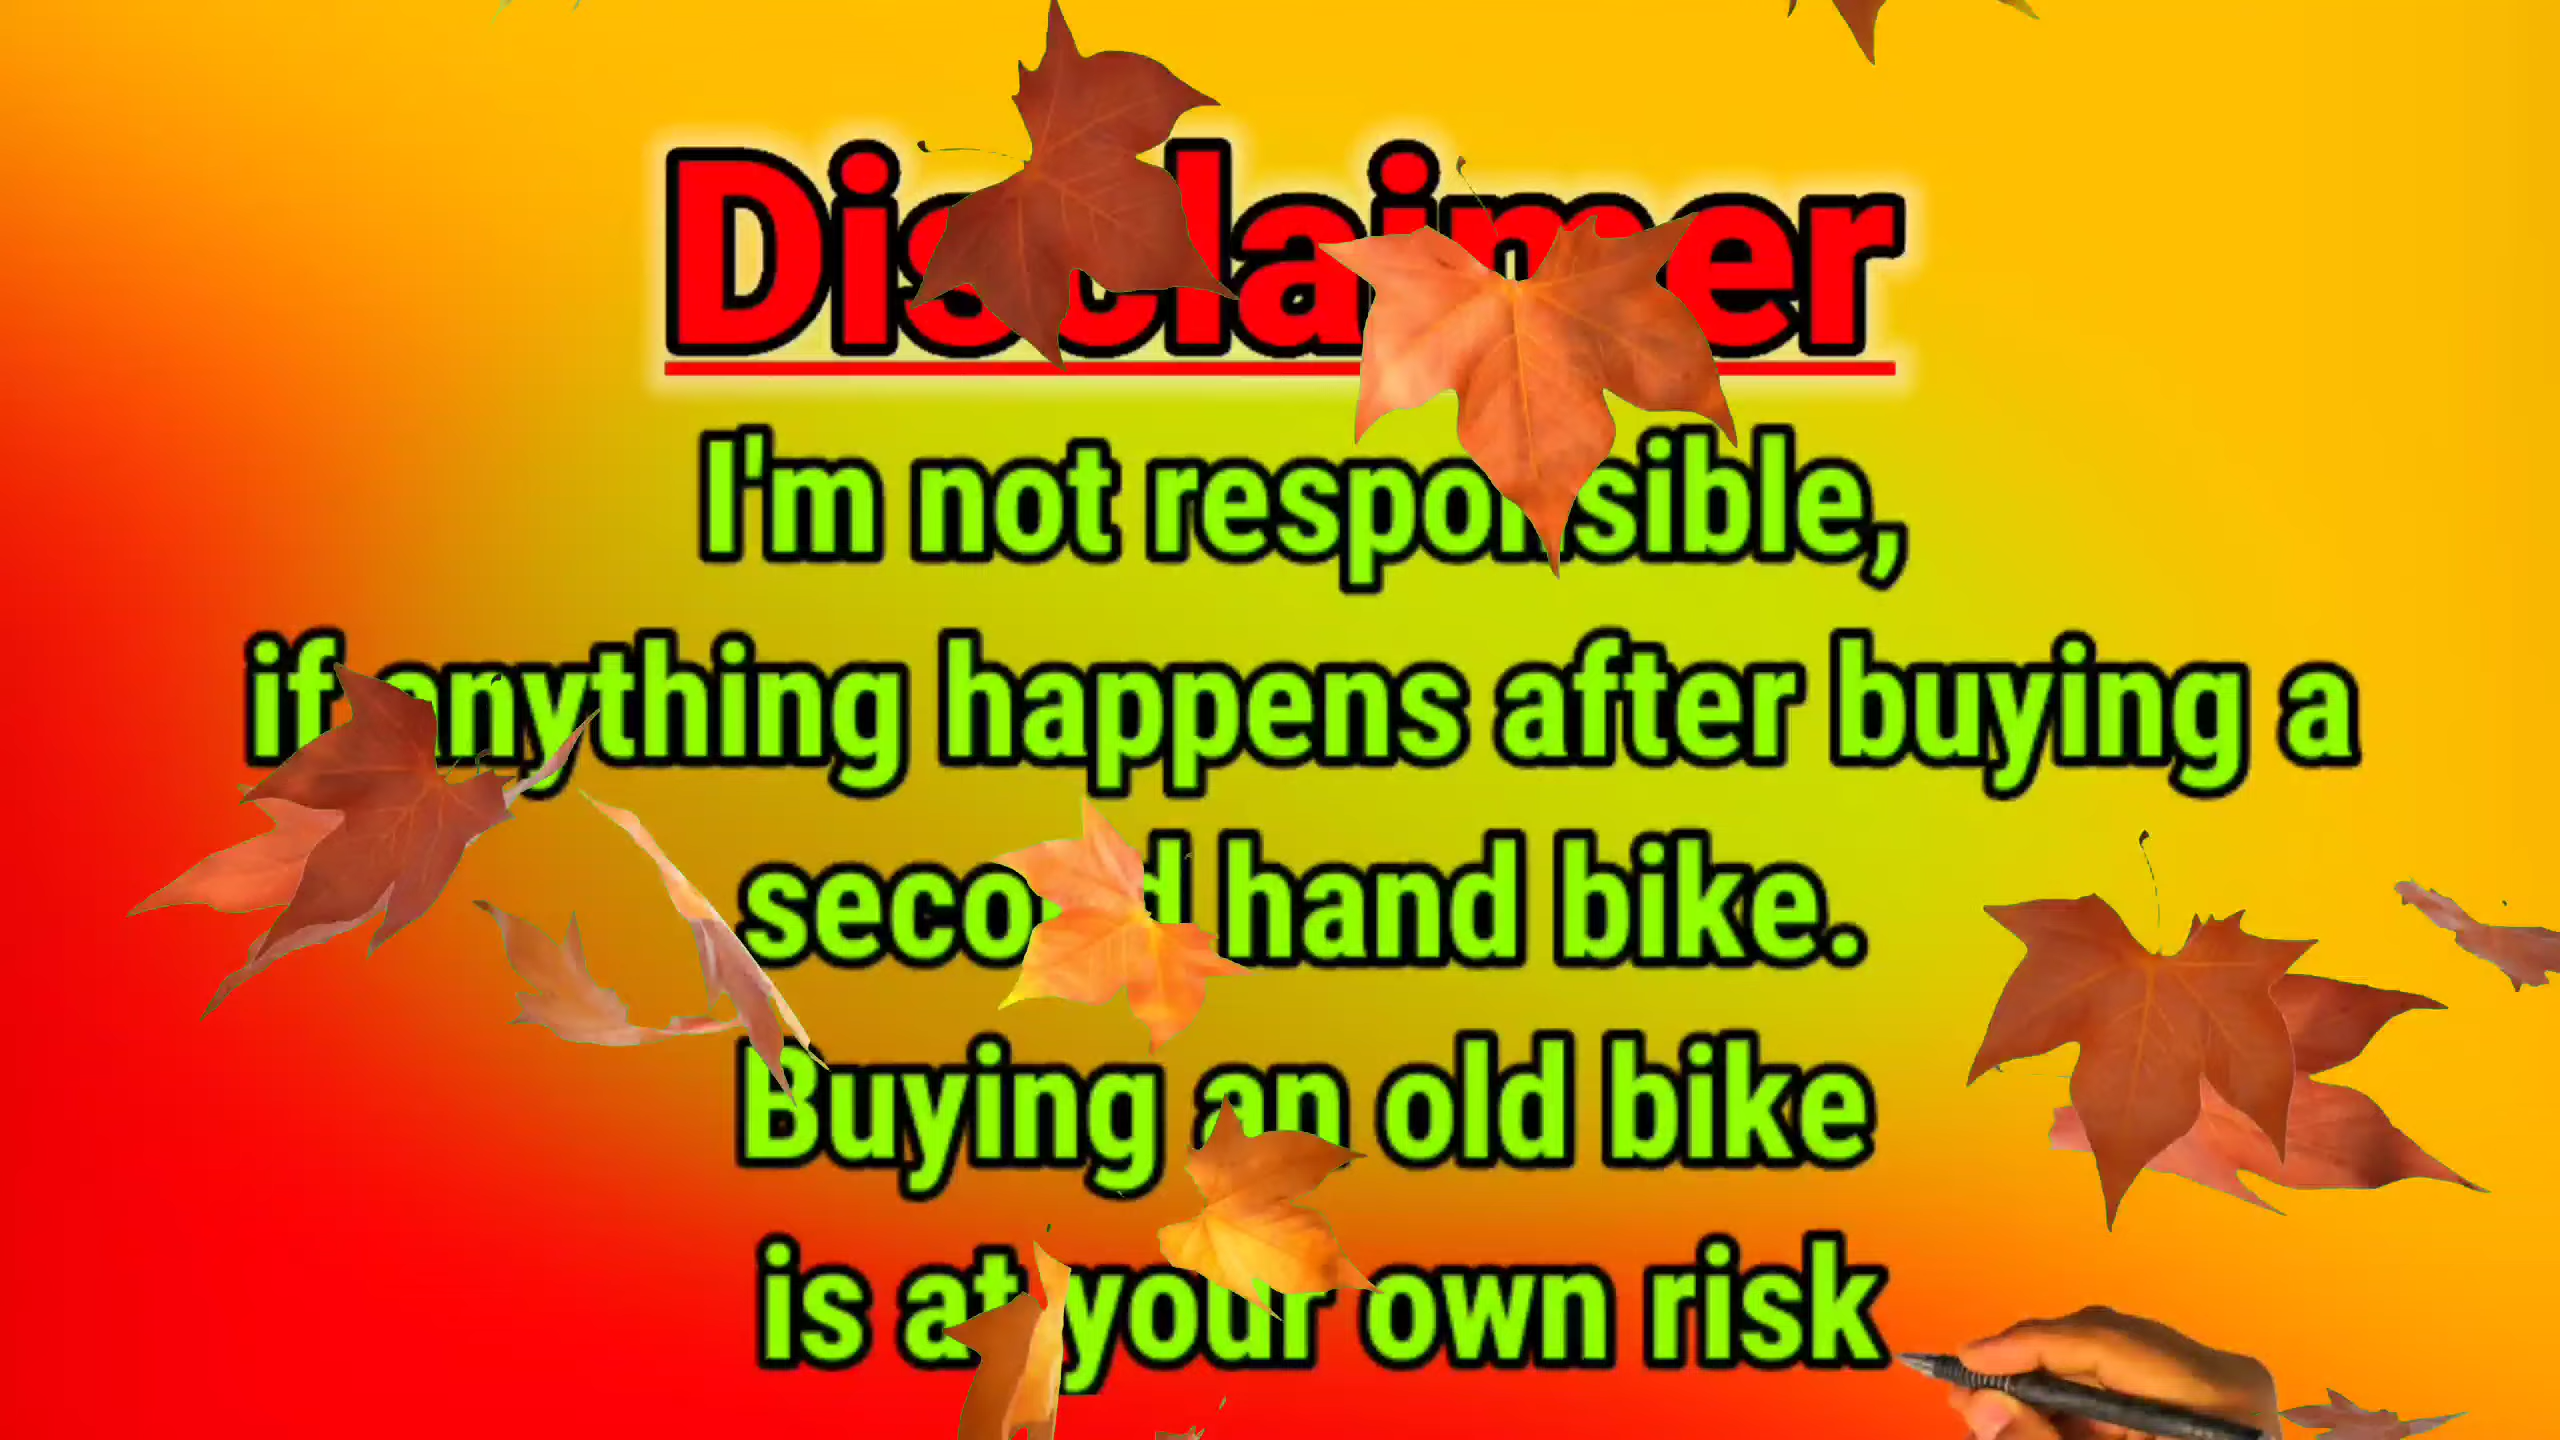 Disclaimer
I'm not responsible,
if anything happens after buying a
second hand bike.
Buying an old bike
is at your own risk